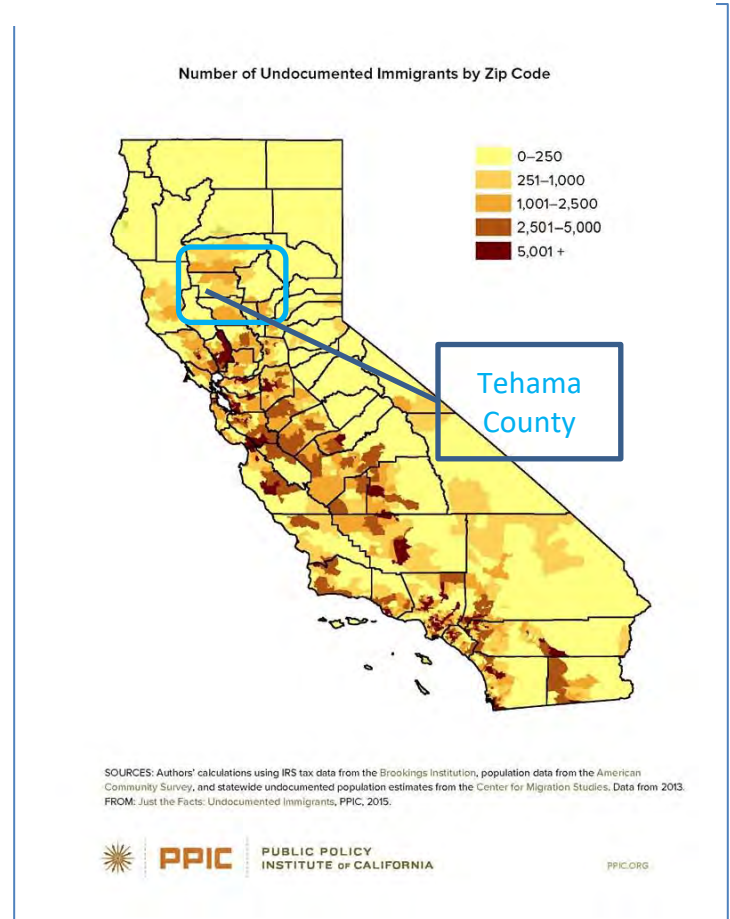 Number of Undocumented Immigrants by Zip Code
0–250
251–1,000
1,001–2,500
2,501–5,000
5,001 +
Tehama
County
SOURCES: Authors' calculations using IRS tax data from the Brookings Institution, population data from the American
Community Survey, and statewide undocumented population estimates from the Center for Migration Studies. Data from 2013.
FROM: Just the Facts: Undocumented Immigrants, PPIC, 2015.
PPIC
PUBLIC POLICY
INSTITUTE OF CALIFORNIA
PPIC.ORG